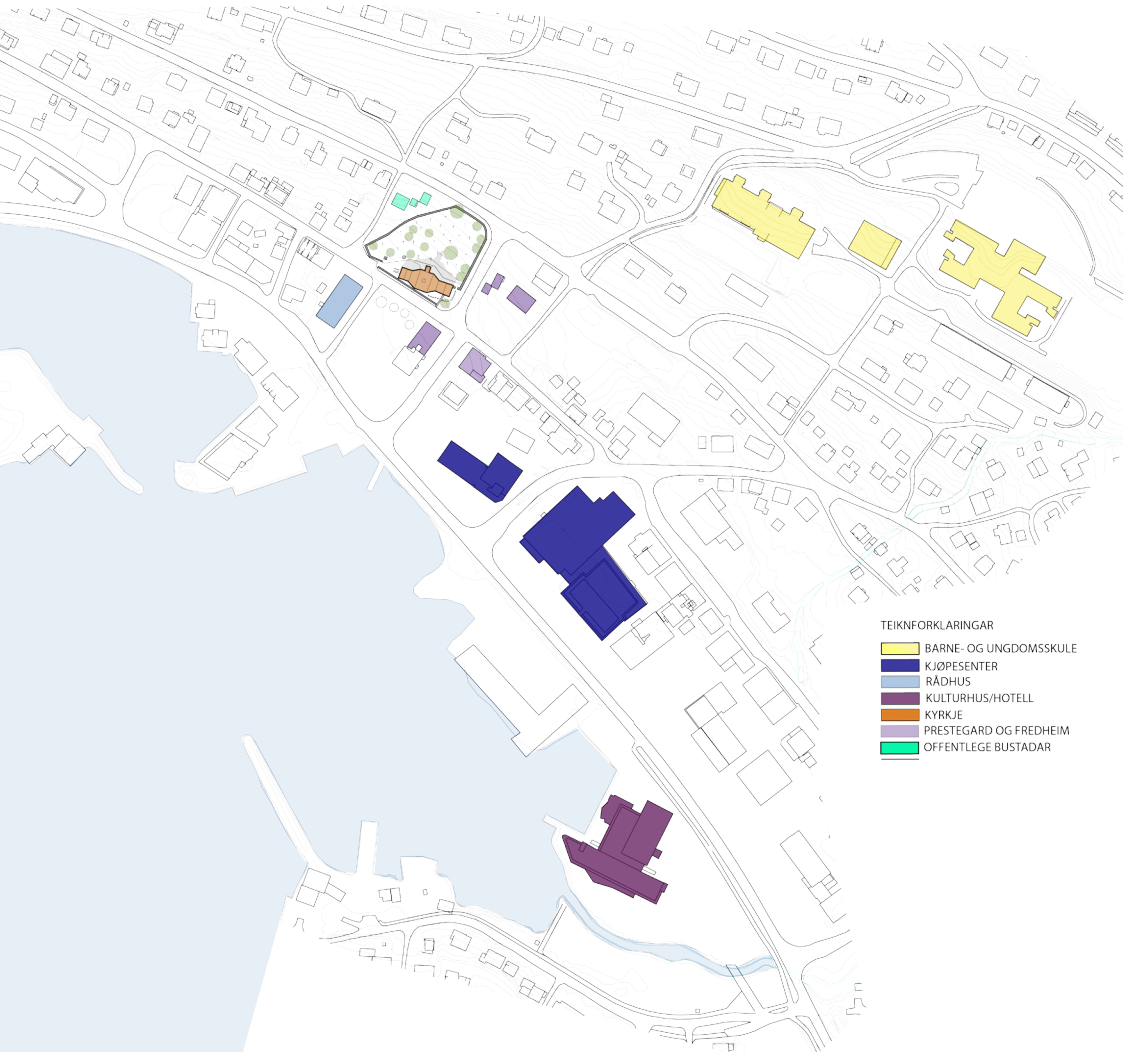 TEIKNFORKLARINGAR
BARNE- OG UNGDOMSSKULE
KJØPESENTER
RÅDHUS
KULTURHUS/HOTELL
KYRKJE
PRESTEGARD OG FREDHEIM
OFFENTLEGE BUSTADAR